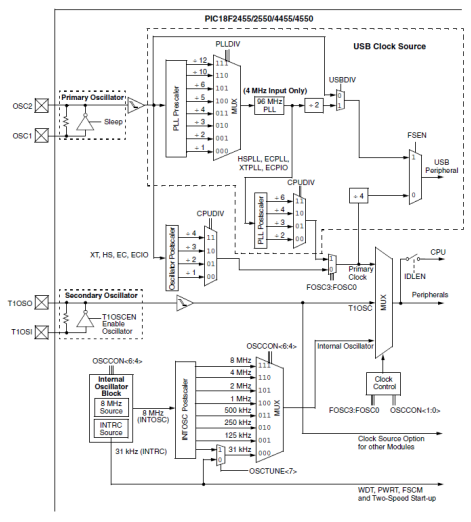 PIC18F2455/2550/4455/4550
PLLDIV
USB Clock Source
÷ 12
111
÷ 10
110
÷ 6
101
÷ 5
100
÷ 4
011
÷ 3
010
÷ 2
001
÷ 1
000
PLL Prescaler
MUX
(4 MHz Input Only)
96 MHz
PLL
÷ 2
USBDIV
0
1
FSEN
1
0
USB
Peripheral
÷ 4
OSC2
Primary Oscillator
OSC1
Sleep
HSPLL, ECPLL,
XTPLL, ECPIO
CPUDIV
÷ 6
11
÷ 4
10
÷ 3
01
÷ 2
00
PLL Postscaler
CPUDIV
÷ 4
11
÷ 3
10
÷ 2
01
÷ 1
00
Oscillator Postscaler
XT, HS, EC, ECIO
1
0
Primary
Clock
FOSC3:FOSC0
CPU
IDLEN
Peripherals
MUX
T1OSO
Secondary Oscillator
T1OSC
T1OSI
T1OSCEN
Enable
Oscillator
Internal Oscillator
OSCCON<6:4>
OSCCON<6:4>
Internal
Oscillator
Block
8 MHz
Source
INTRC
Source
8 MHz
(INTOSC)
31 kHz (INTRC)
INTOSC Postscaler
8 MHz
111
4 MHz
110
2 MHz
101
1 MHz
100
500 kHz
011
250 kHz
010
125 kHz
001
1
31 kHz
000
0
MUX
OSCTUNE<7>
Clock
Control
FOSC3:FOSC0
OSCCON<1:0>
Clock Source Option
for other Modules
WDT, PWRT, FSCM
and Two-Speed Start-up